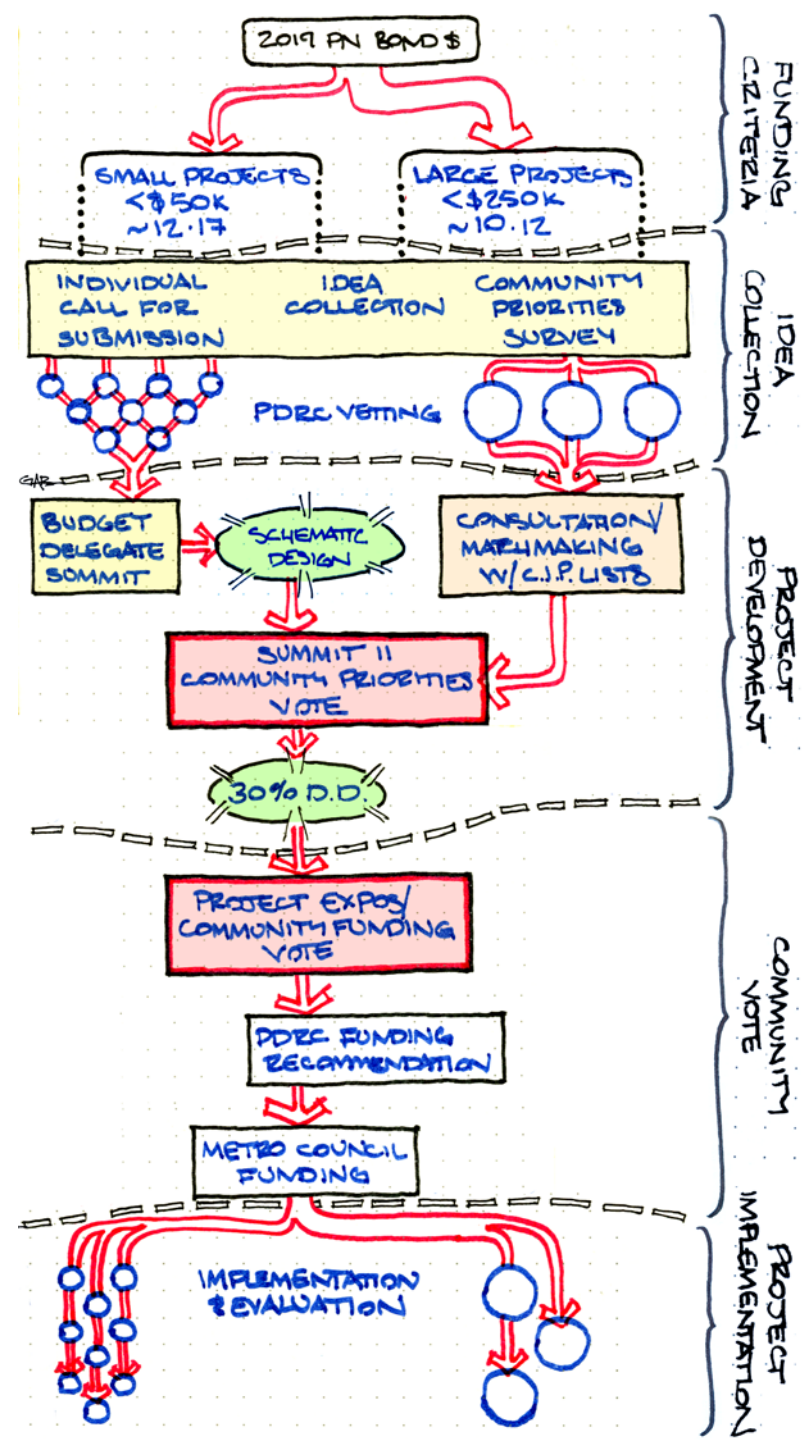 2019 PN BOND $
FUNDING
CRITERIA
SMALL PROJECTS
<$50K
~12-17
LARGE PROJECTS
<$250K
~10-12
INDIVIDUAL
CALL FOR
SUBMISSION
IDEA
COLLECTION
COMMUNITY
PRIORITIES
SURVEY
IDEA
COLLECTION
PDRC VETTING
GAB
BUDGET
DELEGATE
SUMMIT
SCHEMATIC
DESIGN
CONSULTATION/
MATCHMAKING
W/C.I.P. LISTS
PROJECT
DEVELOPMENT
SUMMIT II
COMMUNITY PRIORITIES
VOTE
30% D.D.
PROJECT EXPOS/
COMMUNITY FUNDING
VOTE
COMMUNITY
VOTE
PDRC FUNDING
RECOMMENDATION
METRO COUNCIL
FUNDING
IMPLEMENTATION
& EVALUATION
PROJECT
IMPLEMENTATION